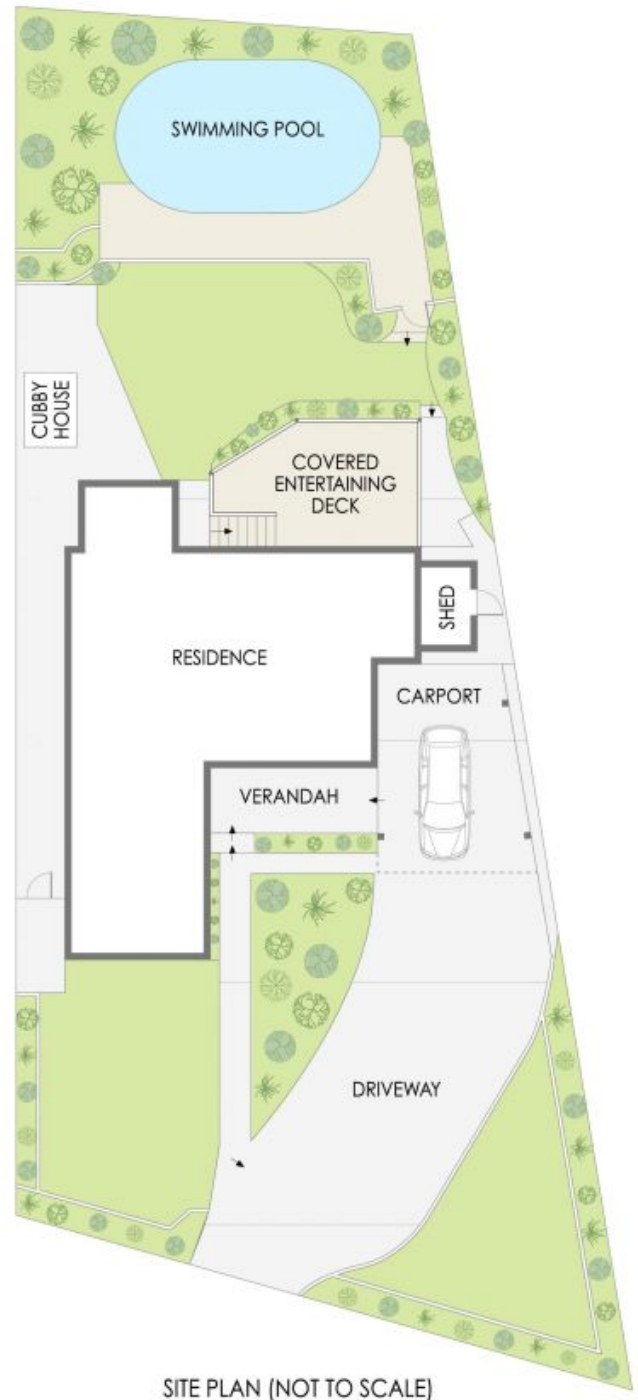 SWIMMING POOL
CUBBY
HOUSE
COVERED
ENTERTAINING
DECK
RESIDENCE
SHED
CARPORT
VERANDAH
DRIVEWAY
SITE PLAN (NOT TO SCALE)